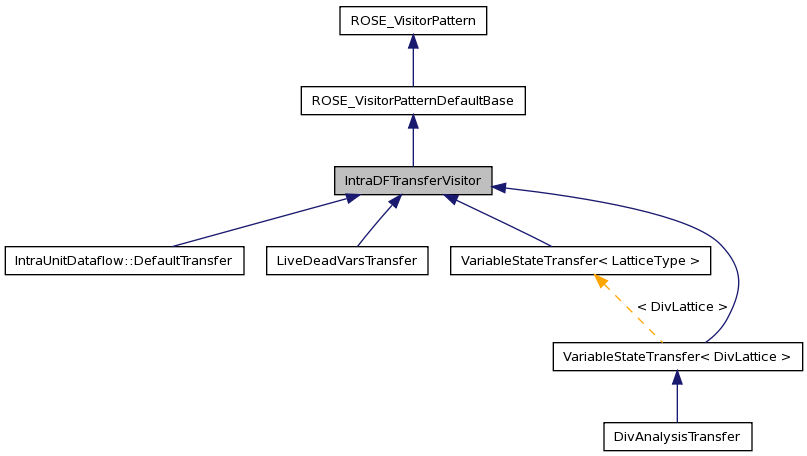 ROSE_VisitorPattern
ROSE_VisitorPatternDefaultBase
IntraDFTransferVisitor
IntraUnitDataflow::DefaultTransfer
LiveDeadVarsTransfer
VariableStateTransfer< LatticeType >
< DivLattice >
VariableStateTransfer< DivLattice >
DivAnalysisTransfer